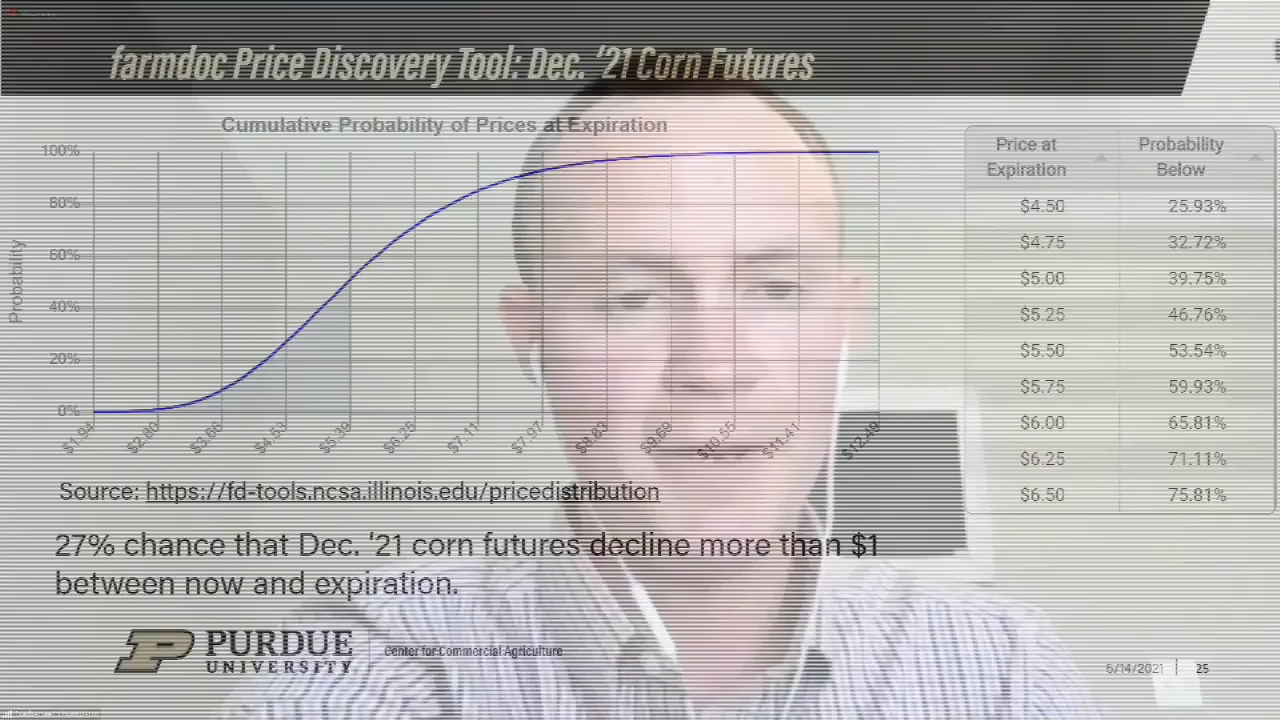 farmdoc Price Discovery Tool: Dec. '21 Corn Futures
Cumulative Probability of Prices at Expiration
100%
80%
60%
40%
20%
0%
Probability
$1.94
$2.80
$3.66
$4.53
$5.39
$6.25
$7.11
$7.97
$8.83
$9.69
$10.55
$11.41
$12.49
Price at Expiration Probability Below
$4.50 25.93%
$4.75 32.72%
$5.00 39.75%
$5.25 46.76%
$5.50 53.54%
$5.75 59.93%
$6.00 65.81%
$6.25 71.11%
$6.50 75.81%
Source: https://fd-tools.ncsa.illinois.edu/pricedistribution
27% chance that Dec. '21 corn futures decline more than $1
between now and expiration.
PURDUE
UNIVERSITY
Center for Commercial Agriculture
5/14/2021 | 25